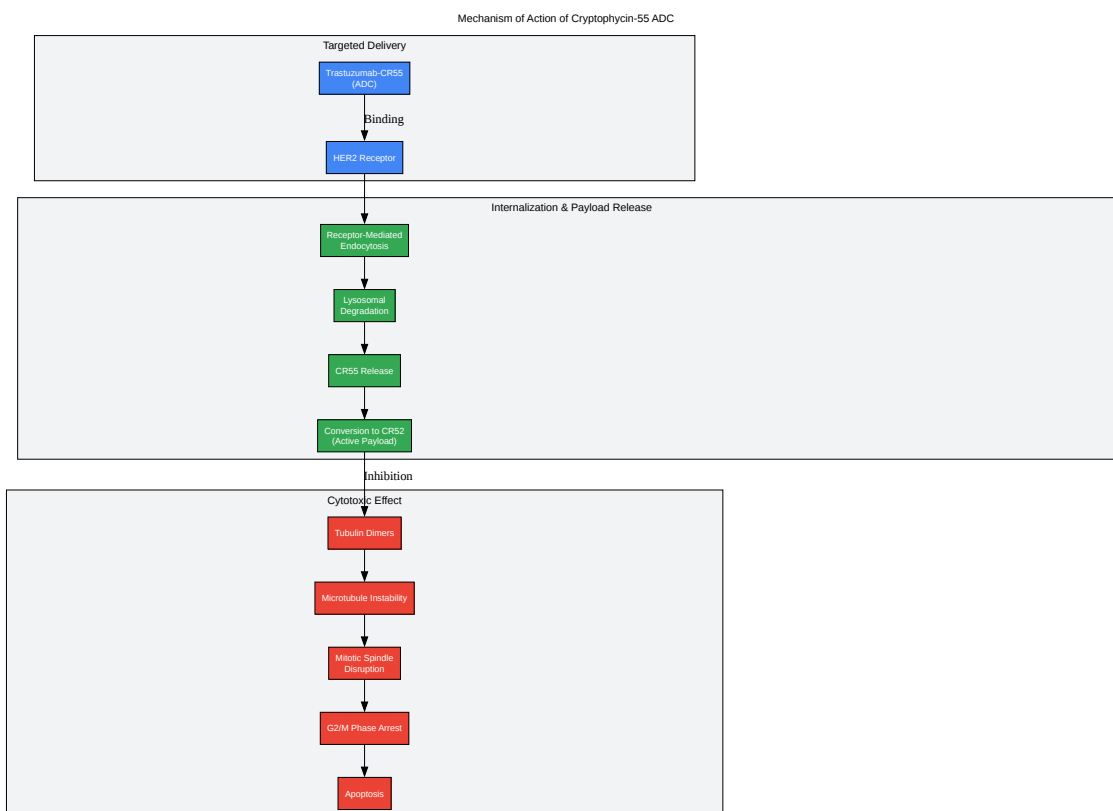 Mechanism of Action of Cryptophycin-55 ADC
Targeted Delivery
Trastuzumab-CR55
(ADC)
Binding
HER2 Receptor
Internalization & Payload Release
Receptor-Mediated
Endocytosis
Lysosomal
Degradation
CR55 Release
Conversion to CR52
(Active Payload)
Inhibition
Cytotoxic Effect
Tubulin Dimers
Microtubule Instability
Mitotic Spindle
Disruption
G2/M Phase Arrest
Apoptosis